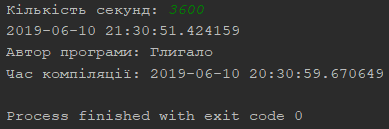 Кількість секунд: 3600
2019-06-10 21:30:51.424159
Автор програми: Глигало
Час компіляції: 2019-06-10 20:30:59.670649
Process finished with exit code 0